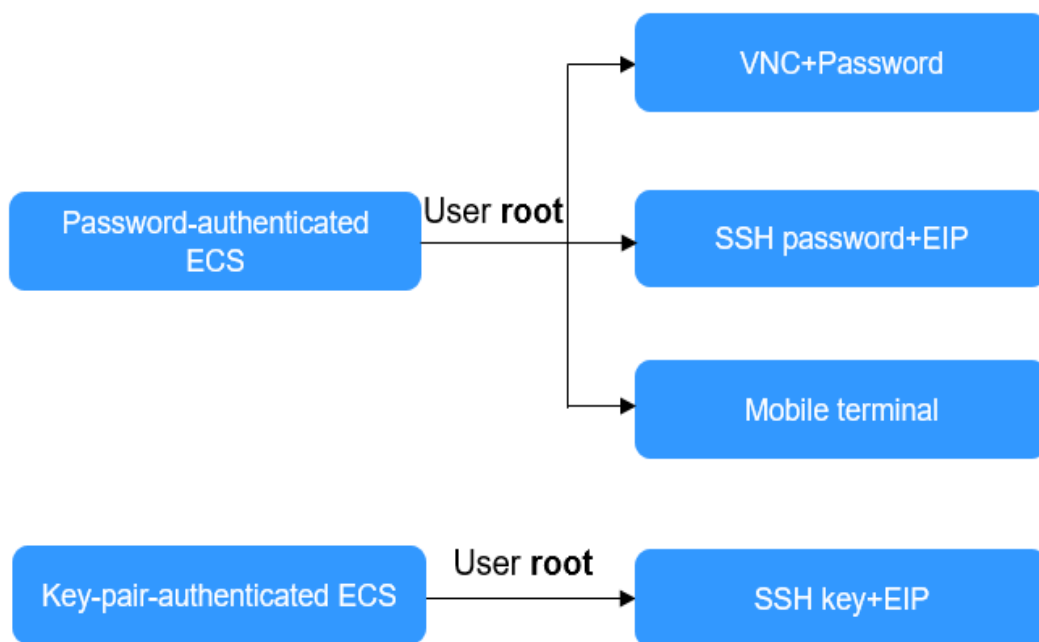 VNC+Password
Password-authenticated
ECS
User root
SSH password+EIP
Mobile terminal
Key-pair-authenticated ECS
User root
SSH key+EIP